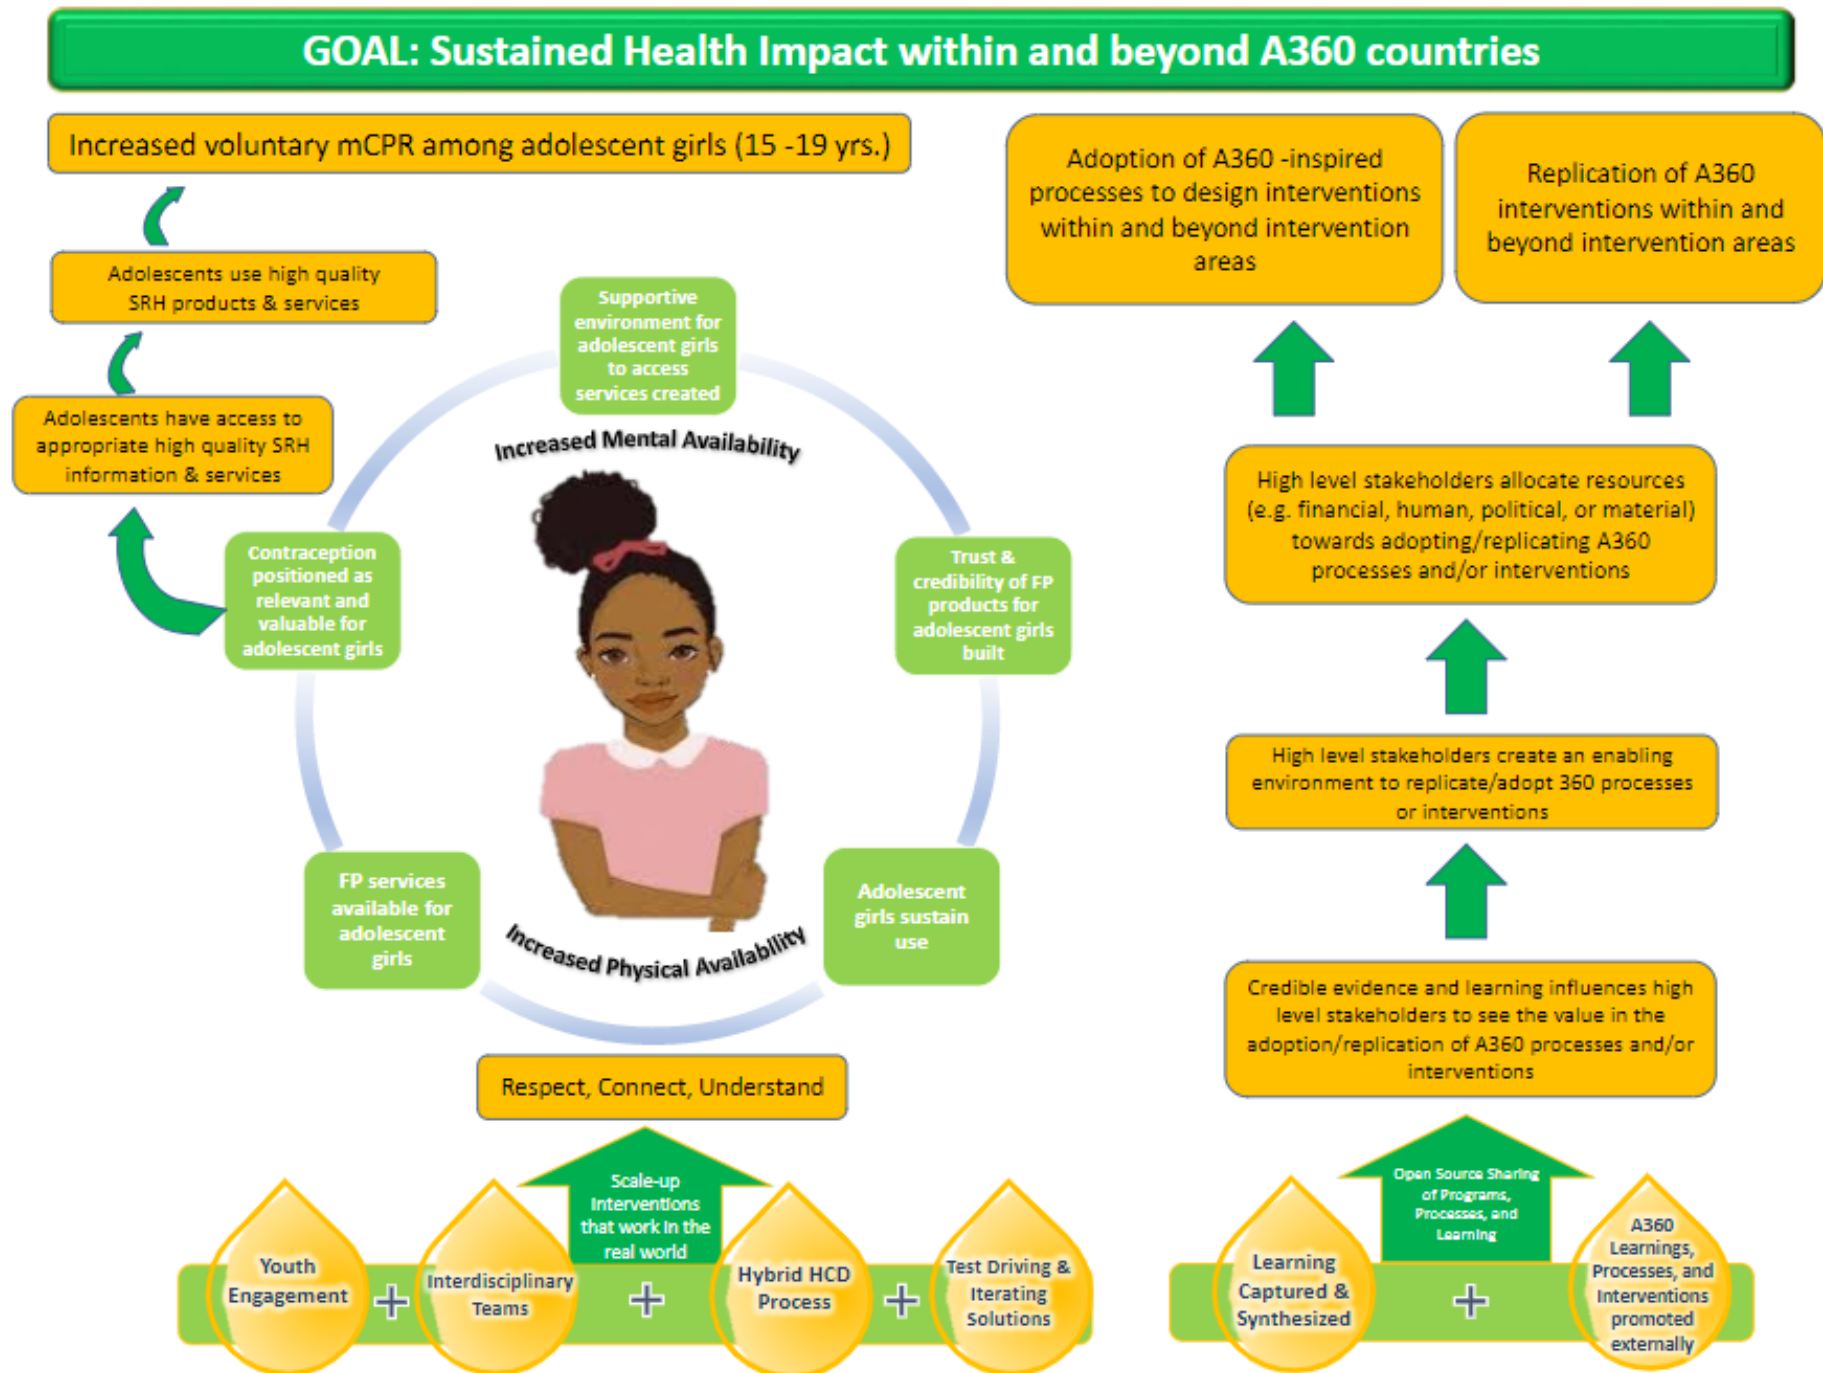 GOAL: Sustained Health Impact within and beyond A360 countries
Increased voluntary mCPR among adolescent girls (15 -19 yrs.)
Adolescents use high quality
SRH products & services
Adolescents have access to
appropriate high quality SRH
information & services
Supportive
environment for
adolescent girls
to access
services created
Increased Mental Availability
Contraception
positioned as
relevant and
valuable for
adolescent girls
Trust &
credibility of FP
products for
adolescent girls
built
FP services
available for
adolescent
girls
Adolescent
girls sustain
use
Increased Physical Availability
Respect, Connect, Understand
Scale-up
Interventions
that work in the
real world
Youth
Engagement
+
Interdisciplinary
Teams
+
Hybrid HCD
Process
+
Test Driving &
Iterating
Solutions
Adoption of A360 -inspired
processes to design interventions
within and beyond intervention
areas
Replication of A360
interventions within and
beyond intervention areas
High level stakeholders allocate resources
(e.g. financial, human, political, or material)
towards adopting/replicating A360
processes and/or interventions
High level stakeholders create an enabling
environment to replicate/adopt 360 processes
or interventions
Credible evidence and learning influences high
level stakeholders to see the value in the
adoption/replication of A360 processes and/or
interventions
Open Source Sharing
of Programs,
Processes, and
Learning
Learning
Captured &
Synthesized
+
A360
Learnings,
Processes, and
Interventions
promoted
externally